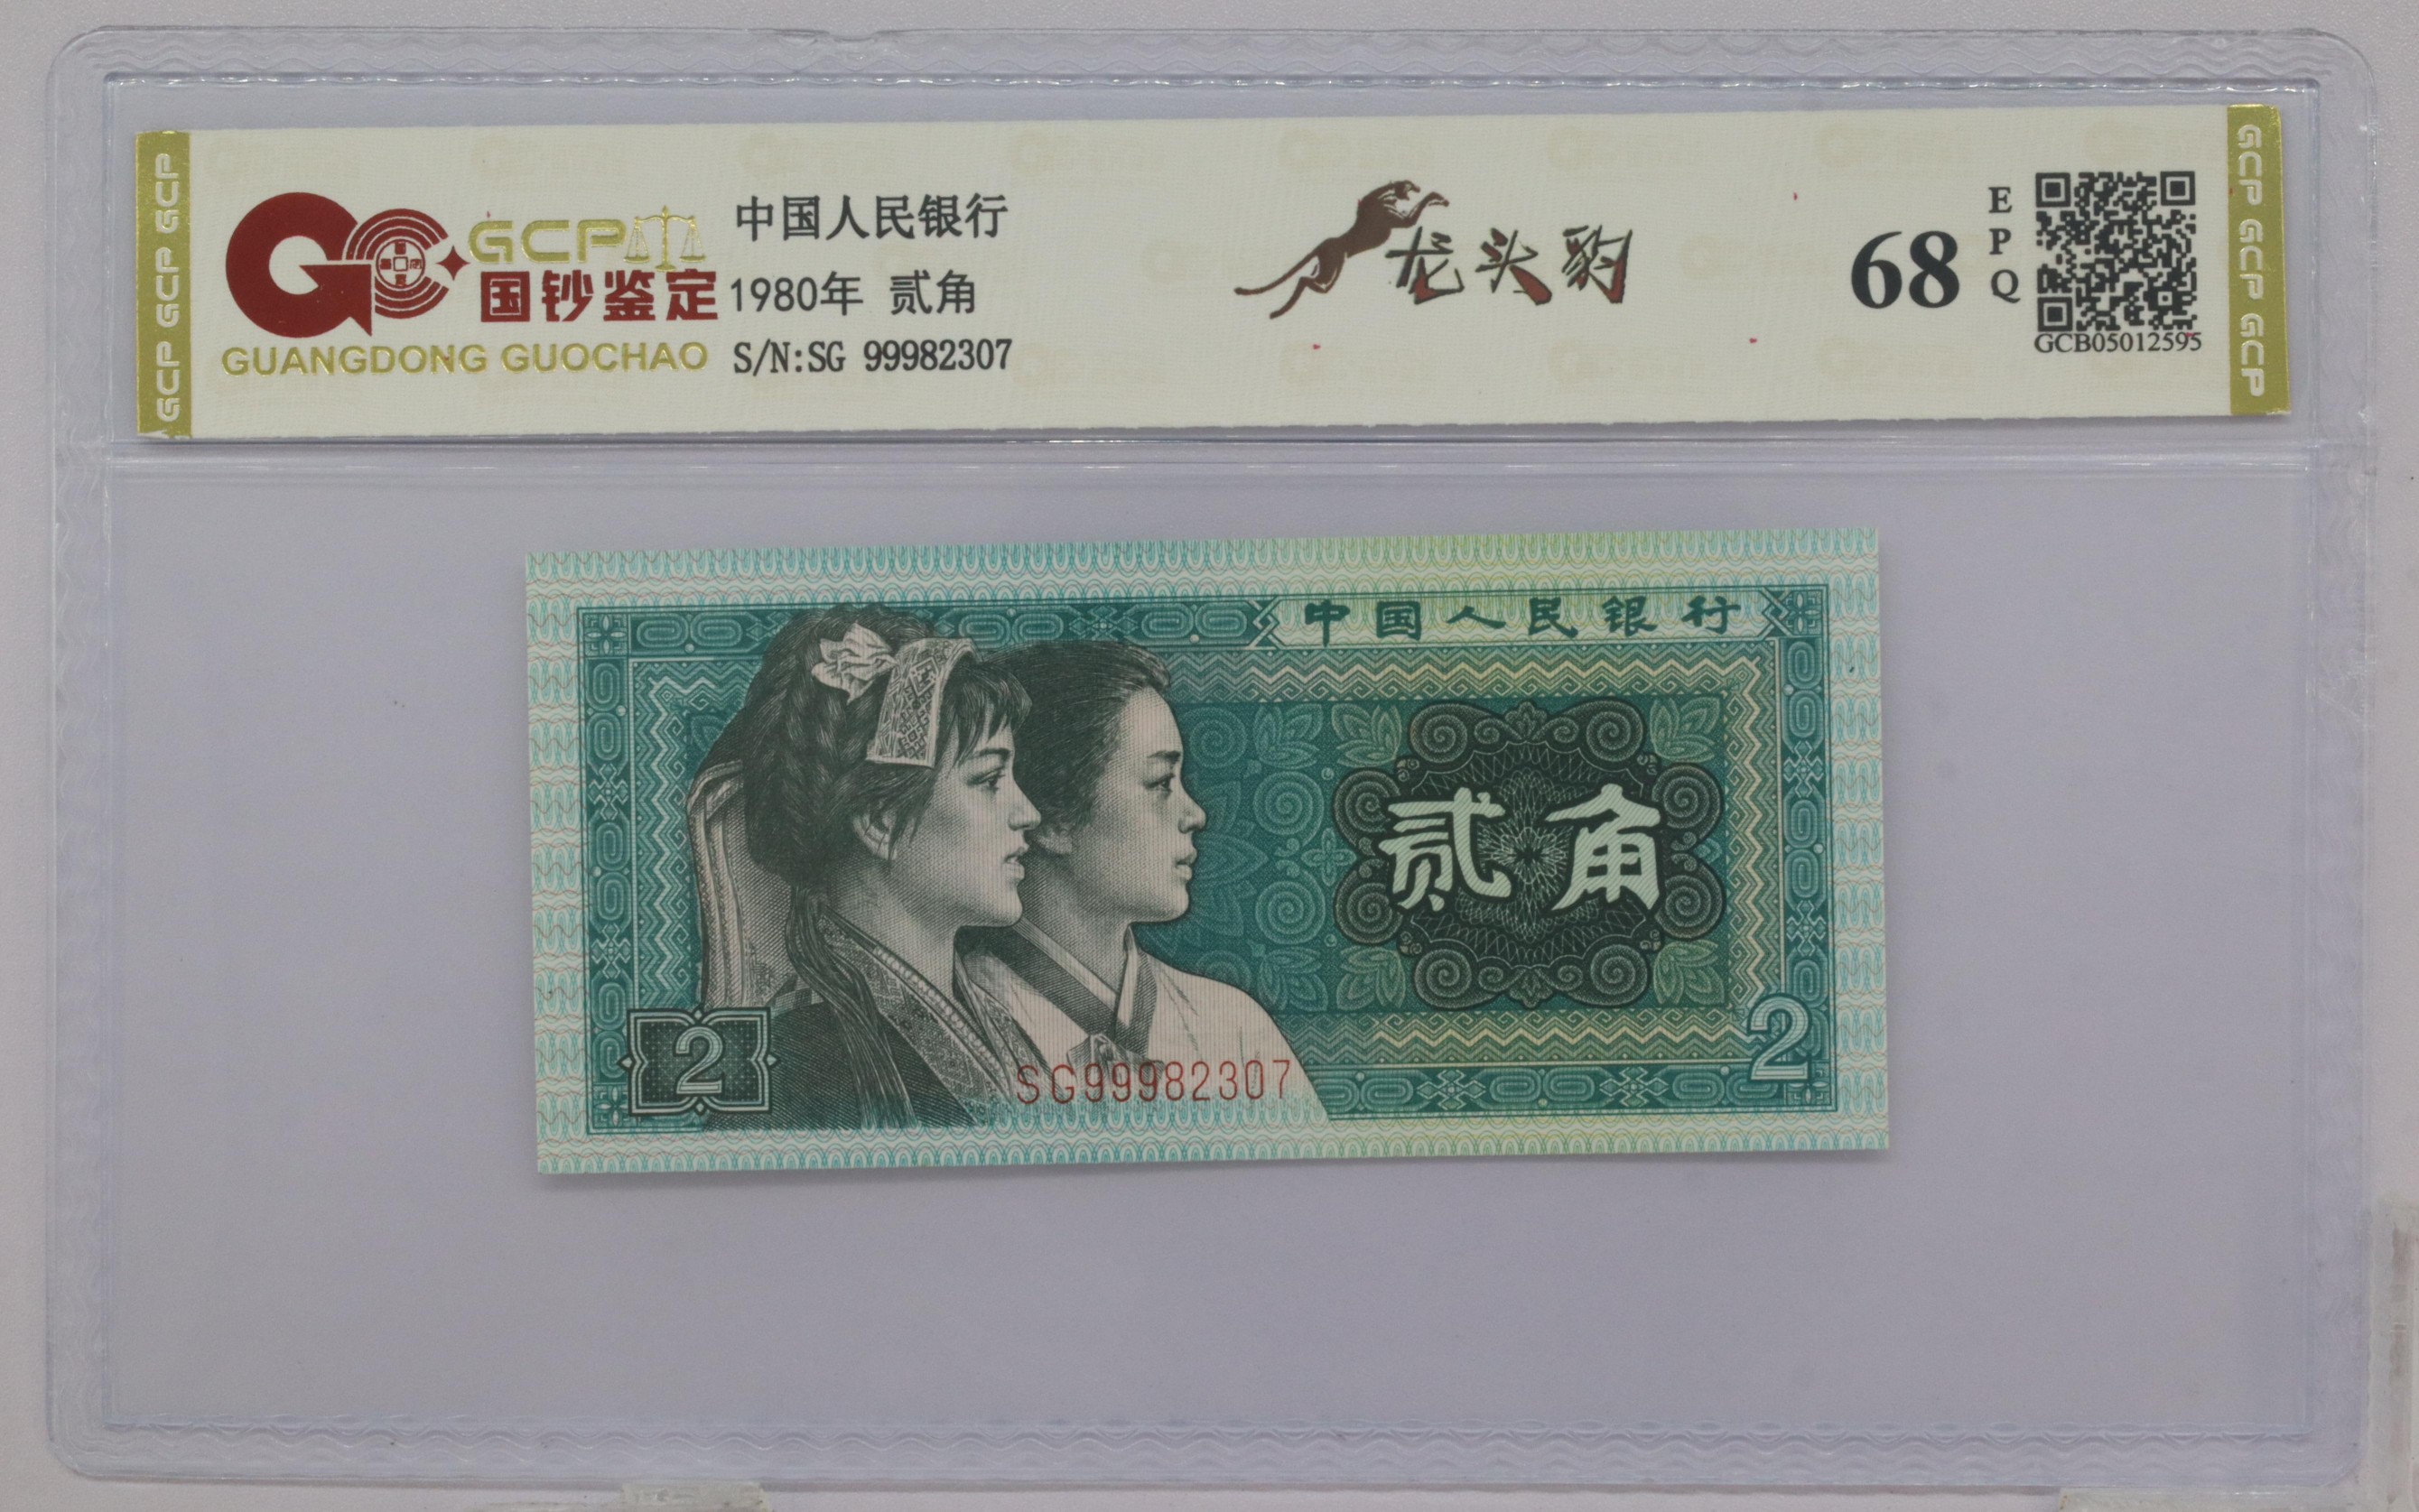 GCP GCP GCP
GCP
国钞鉴定
GUANGDONG GUOCHAO
中国人民银行
1980年 贰角
S/N:SG 99982307
龙头豹
68
EPQ
GCB05012595
GCP GCP GCP
中国人民银行
贰角
2
SG99982307
2